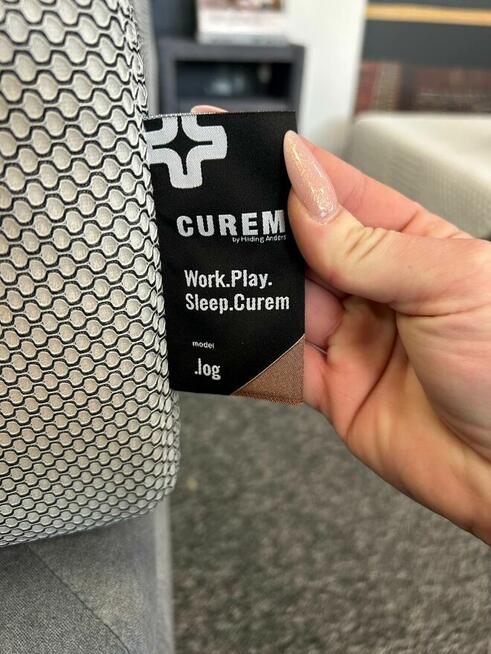 CUREM
by Hilding Anders
Work.Play.
Sleep.Curem
model
.log